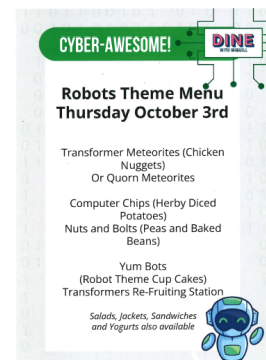 CYBER-AWESOME!
DINE
Robots Theme Menu
Thursday October 3rd
Transformer Meteorites (Chicken
Nuggets)
Or Quorn Meteorites
Computer Chips (Herby Diced
Potatoes)
Nuts and Bolts (Peas and Baked
Beans)
Yum Bots
(Robot Theme Cup Cakes)
Transformers Re-Fruiting Station
Salads, Jackets, Sandwiches
and Yogurts also available